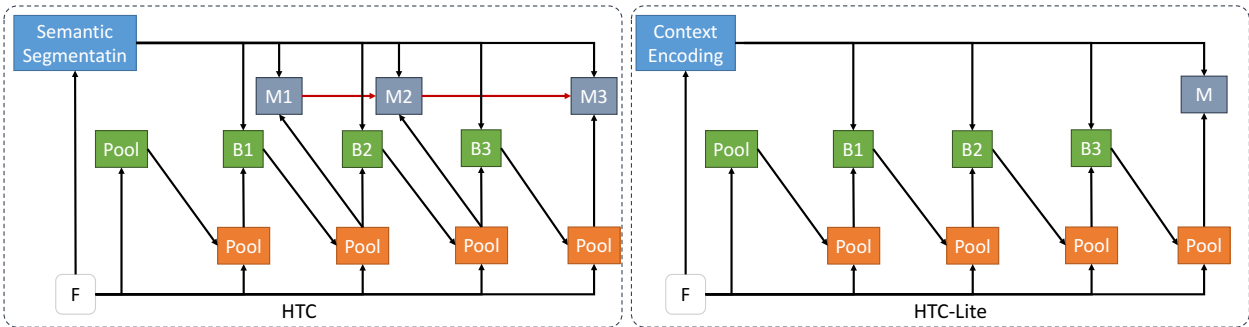 Semantic
Segmentatin
M1
M2
M3
Pool
B1
B2
B3
Pool
Pool
Pool
Pool
F
HTC
Context
Encoding
M
Pool
B1
B2
B3
Pool
Pool
Pool
Pool
F
HTC-Lite